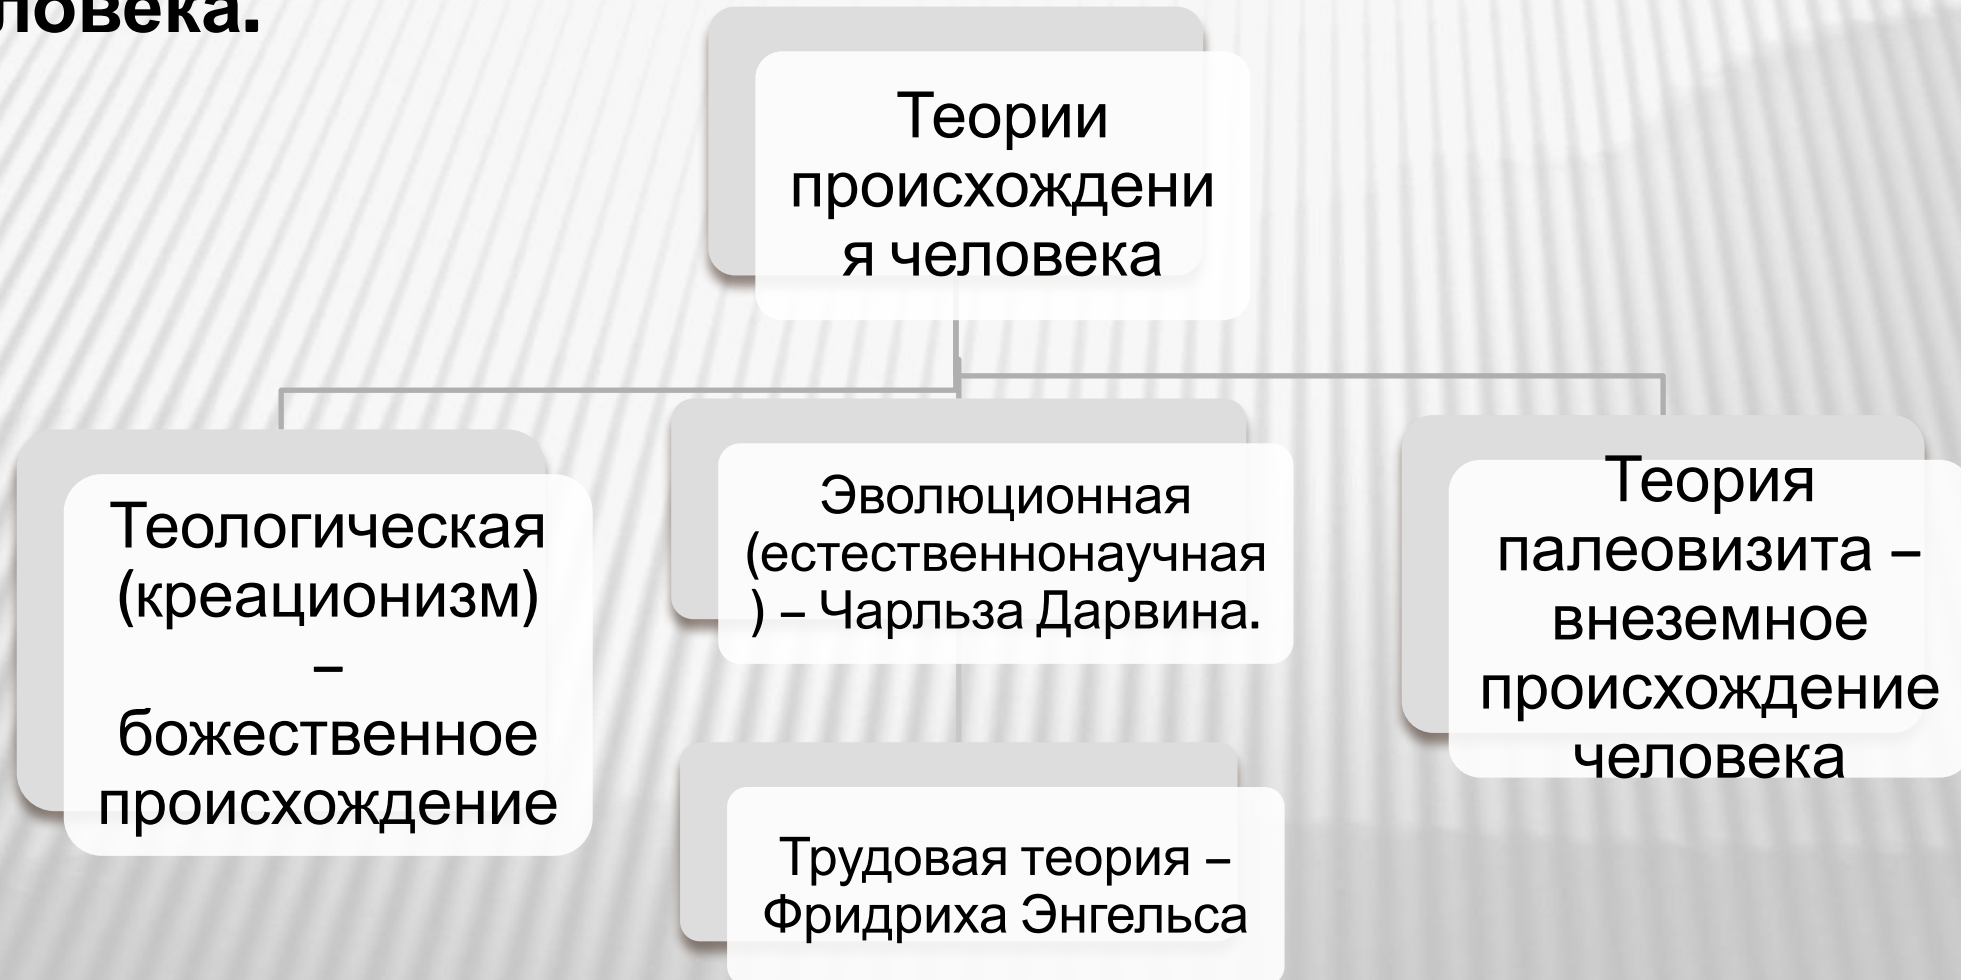 ловека.
Теории
происхождени
я человека
Теологическая
(креационизм)
–
божественное
происхождение
Эволюционная
(естественнонаучная
) – Чарльза Дарвина.
Теория
палеовизита –
внеземное
происхождение
человека
Трудовая теория –
Фридриха Энгельса